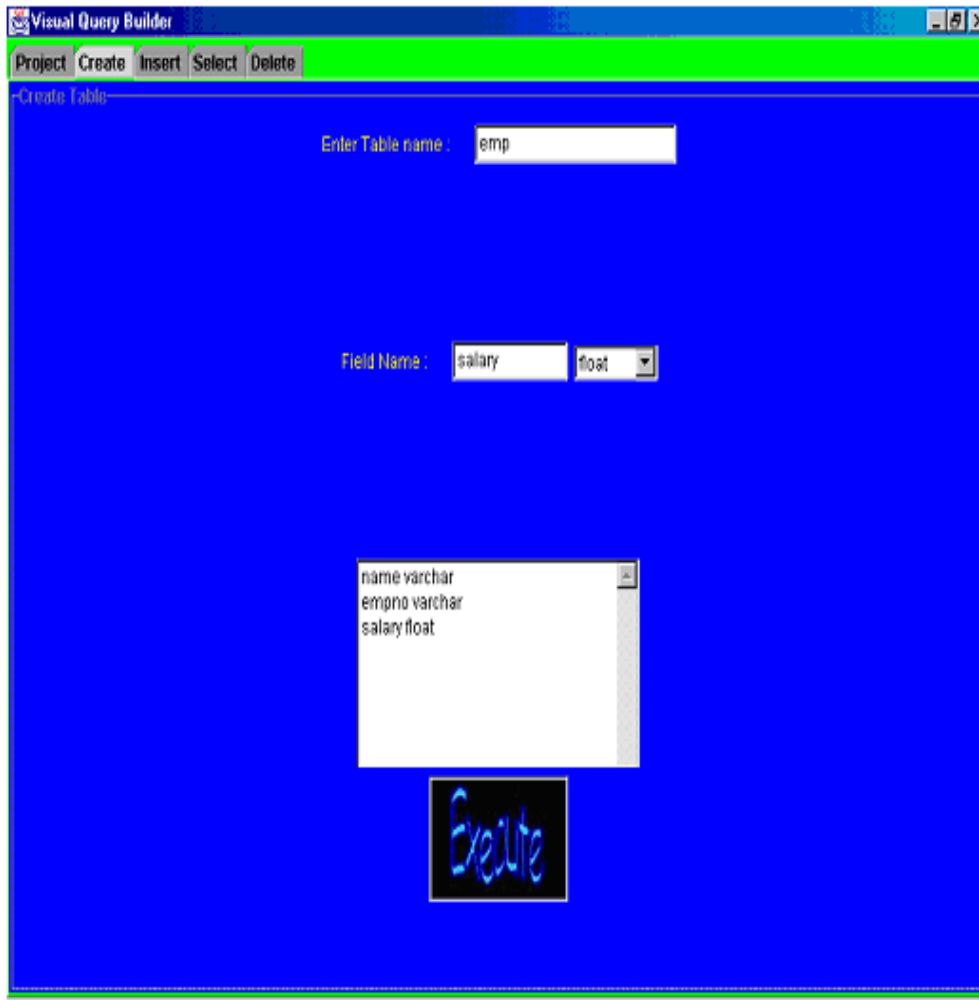 Visual Query Builder
Project Create Insert Select Delete
Create Table
Enter Table name : emp
Field Name : salary float
name varchar
empno varchar
salary float
Execute